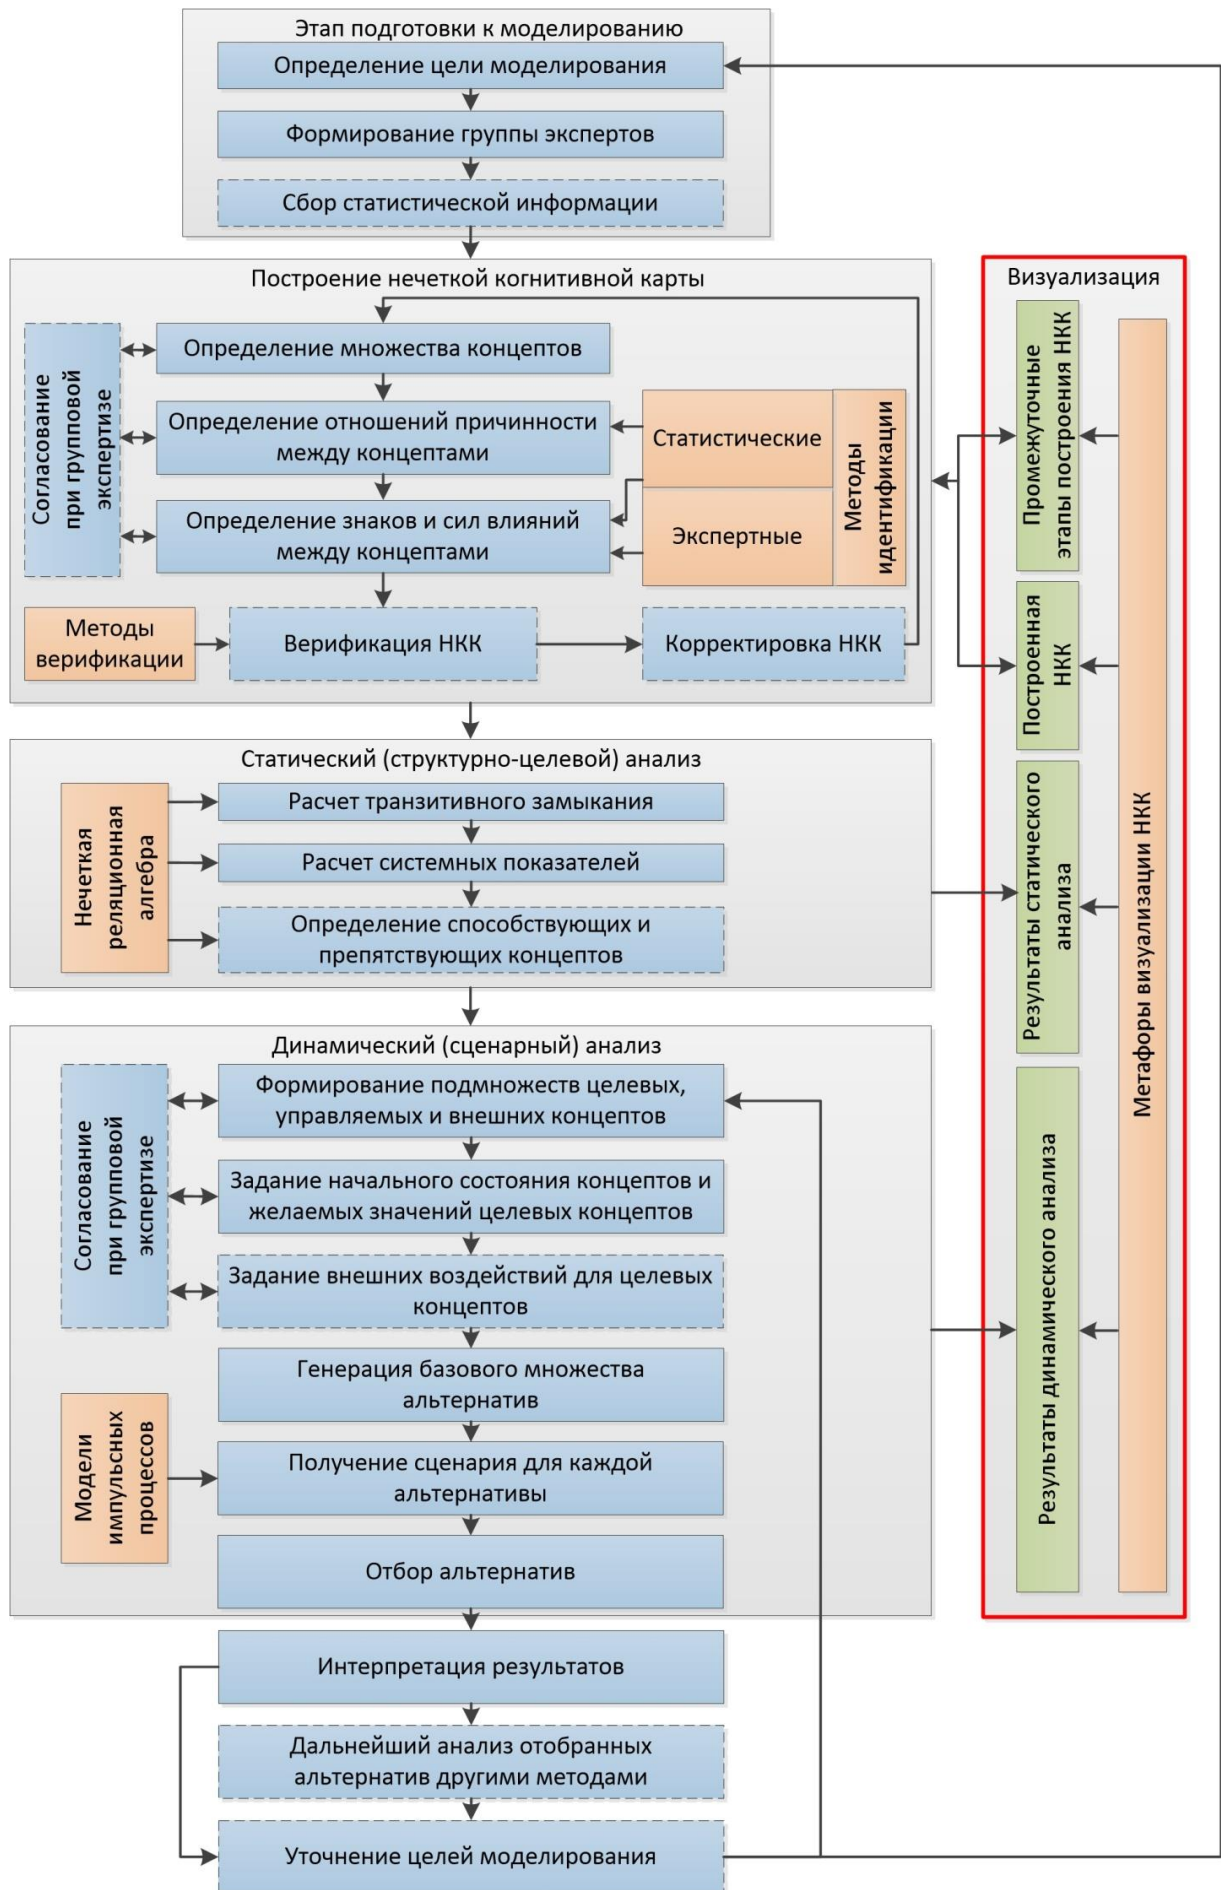 Этап подготовки к моделированию
Определение цели моделирования
Формирование группы экспертов
Сбор статистической информации
Построение нечеткой когнитивной карты
Согласование
при групповой
экспертизе
Определение множества концептов
Определение отношений причинности
между концептами
Определение знаков и сил влияний
между концептами
Статистические
Экспертные
Методы
идентификации
Методы
верификации
Верификация НКК
Корректировка НКК
Статический (структурно-целевой) анализ
Нечеткая
реляционная
алгебра
Расчет транзитивного замыкания
Расчет системных показателей
Определение способствующих и
препятствующих концептов
Динамический (сценарный) анализ
Согласование
при групповой
экспертизе
Формирование подмножеств целевых,
управляемых и внешних концептов
Задание начального состояния концептов и
желаемых значений целевых концептов
Задание внешних воздействий для целевых
концептов
Генерация базового множества
альтернатив
Модели
импульсных
процессов
Получение сценария для каждой
альтернативы
Отбор альтернатив
Интерпретация результатов
Дальнейший анализ отобранных
альтернатив другими методами
Уточнение целей моделирования
Визуализация
Промежуточные
этапы построения НКК
Построенная
НКК
Результаты статического
анализа
Результаты динамического анализа
Метафоры визуализации НКК